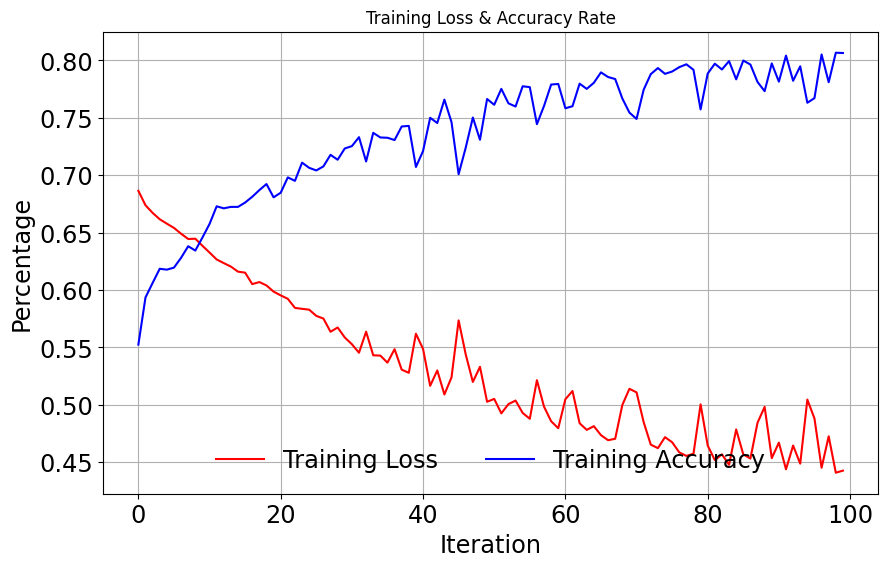 Training Loss & Accuracy Rate
0.80
0.75
0.70
0.65
0.60
0.55
0.50
0.45
Percentage
Training Loss Training Accuracy
0 20 40 60 80 100
Iteration